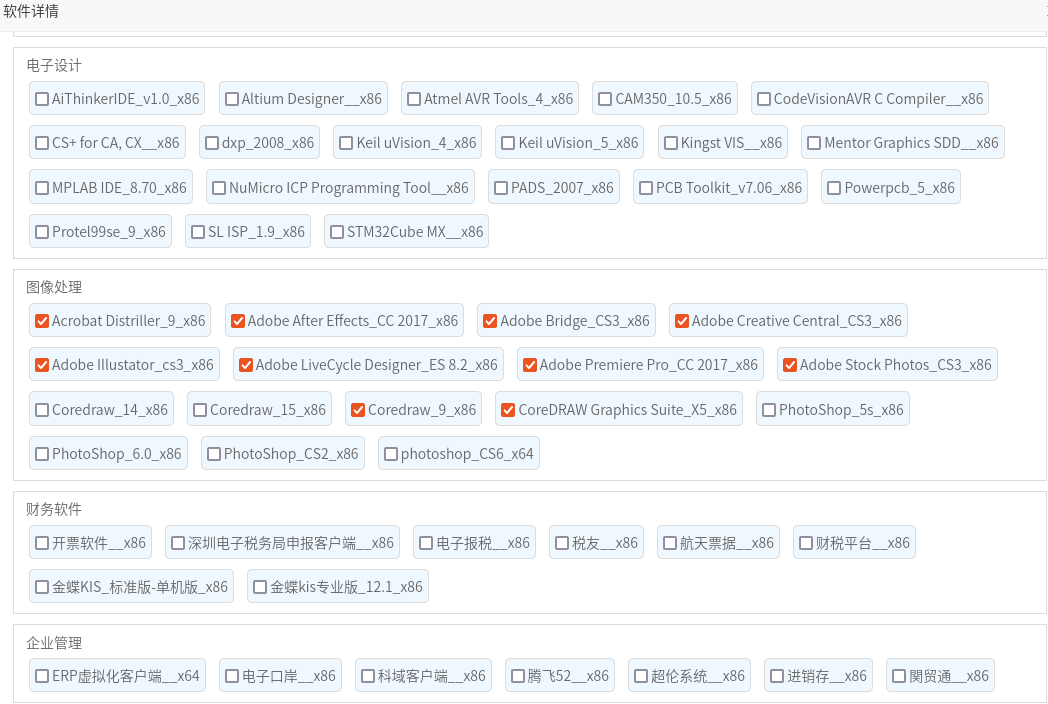 软件详情
电子设计
AiThinkerIDE_v1.0_x86 Altium Designer__x86 Atmel AVR Tools_4_x86 CAM350_10.5_x86 CodeVisionAVR C Compiler__x86
CS+ for CA, CX__x86 dxp_2008_x86 Keil uVision_4_x86 Keil uVision_5_x86 Kingst VIS__x86 Mentor Graphics SDD__x86
MPLAB IDE_8.70_x86 NuMicro ICP Programming Tool__x86 PADS_2007_x86 PCB Toolkit_v7.06_x86 Powerpcb_5_x86
Protel99se_9_x86 SL ISP_1.9_x86 STM32Cube MX__x86
图像处理
Acrobat Distriller_9_x86 Adobe After Effects_CC 2017_x86 Adobe Bridge_CS3_x86 Adobe Creative Central_CS3_x86
Adobe Illustator_cs3_x86 Adobe LiveCycle Designer_ES 8.2_x86 Adobe Premiere Pro_CC 2017_x86 Adobe Stock Photos_CS3_x86
Coredraw_14_x86 Coredraw_15_x86 Coredraw_9_x86 CoreDRAW Graphics Suite_X5_x86 PhotoShop_5s_x86
PhotoShop_6.0_x86 PhotoShop_CS2_x86 photoshop_CS6_x64
财务软件
开票软件__x86 深圳电子税务局申报客户端__x86 电子报税__x86 税友__x86 航天票据__x86 财税平台__x86
金蝶KIS_标准版-单机版_x86 金蝶kis专业版_12.1_x86
企业管理
ERP虚拟化客户端__x64 电子口岸__x86 科域客户端__x86 腾飞52__x86 超伦系统__x86 进销存__x86 関贸通__x86